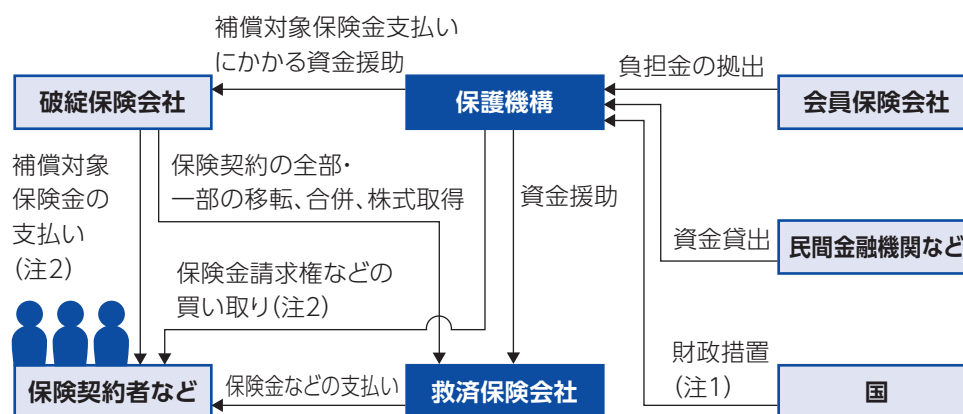 補償対象保険金支払い
にかかる資金援助
負担金の拠出
破綻保険会社
保護機構
会員保険会社
補償対象
保険金の
支払い
(注2)
保険契約の全部・
一部の移転、合併、株式取得
資金援助
資金貸出
民間金融機関など
保険金請求権などの
買い取り(注2)
財政措置
(注1)
保険契約者など
保険金などの支払い
救済保険会社
国